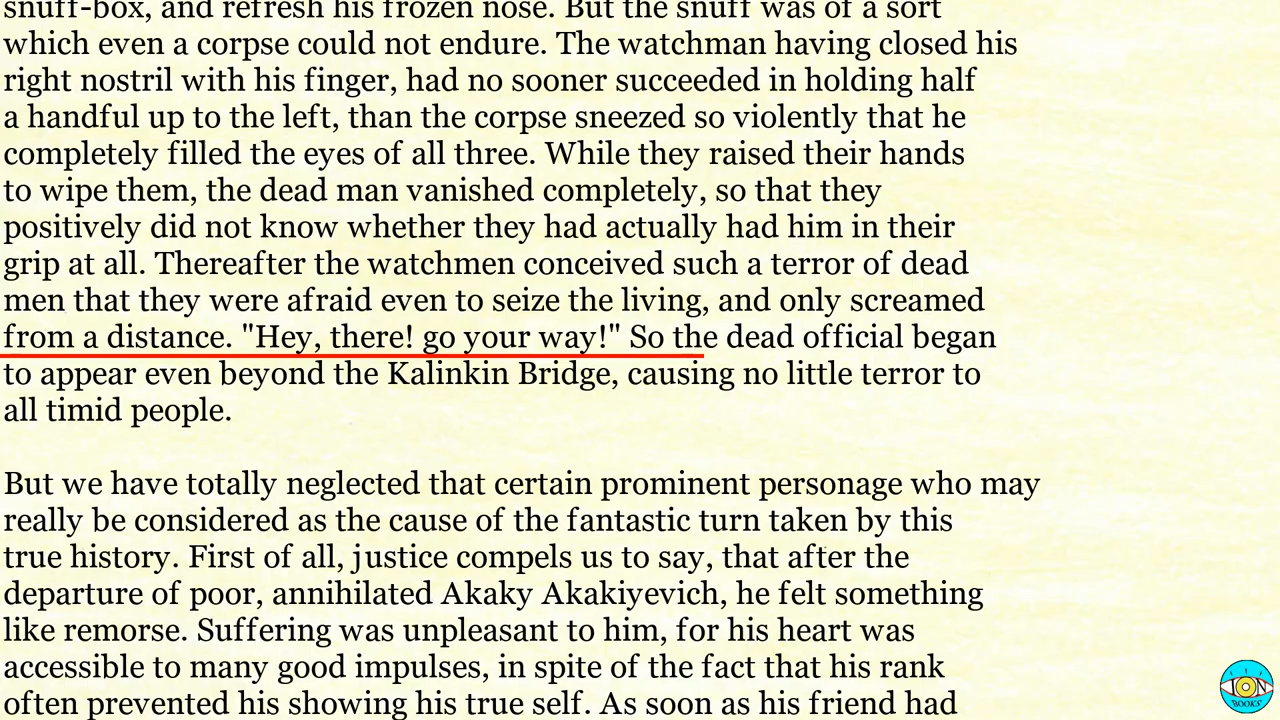 snuff-box, and refresh his frozen nose. But the snuff was of a sort
which even a corpse could not endure. The watchman having closed his
right nostril with his finger, had no sooner succeeded in holding half
a handful up to the left, than the corpse sneezed so violently that he
completely filled the eyes of all three. While they raised their hands
to wipe them, the dead man vanished completely, so that they
positively did not know whether they had actually had him in their
grip at all. Thereafter the watchmen conceived such a terror of dead
men that they were afraid even to seize the living, and only screamed
from a distance. "Hey, there! go your way!" So the dead official began
to appear even beyond the Kalinkin Bridge, causing no little terror to
all timid people.
But we have totally neglected that certain prominent personage who may
really be considered as the cause of the fantastic turn taken by this
true history. First of all, justice compels us to say, that after the
departure of poor, annihilated Akaky Akakiyevich, he felt something
like remorse. Suffering was unpleasant to him, for his heart was
accessible to many good impulses, in spite of the fact that his rank
often prevented his showing his true self. As soon as his friend had
ION
BOOKS